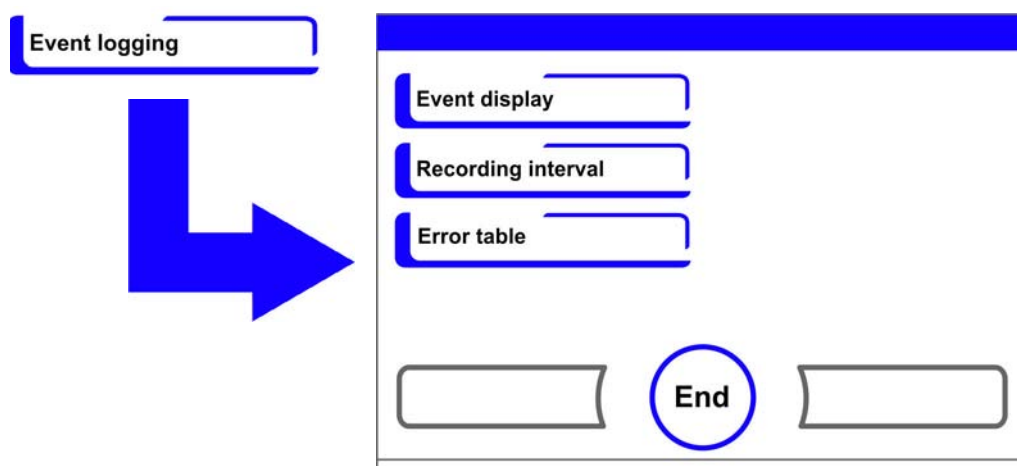 Event logging
Event display
Recording interval
Error table
End